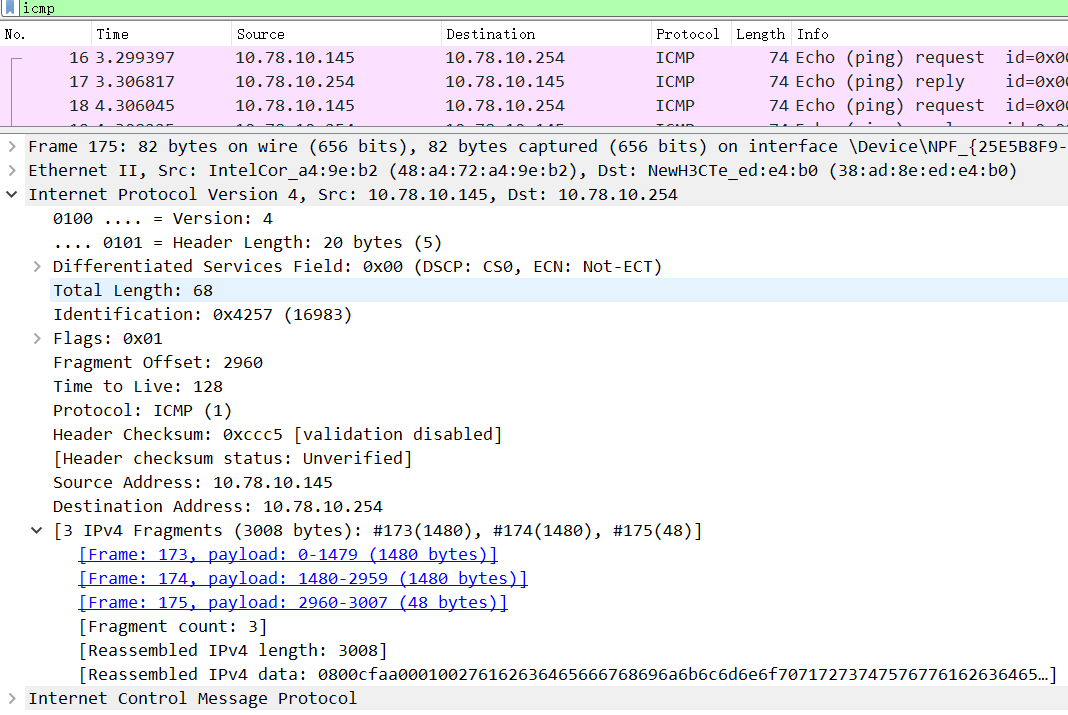 icmp
No. Time Source Destination Protocol Length Info
16 3.299397 10.78.10.145 10.78.10.254 ICMP 74 Echo (ping) request id=0x00
17 3.306817 10.78.10.254 10.78.10.145 ICMP 74 Echo (ping) reply id=0x00
18 4.306045 10.78.10.145 10.78.10.254 ICMP 74 Echo (ping) request id=0x00
Frame 175: 82 bytes on wire (656 bits), 82 bytes captured (656 bits) on interface \Device\NPF_{25E5B8F9-
Ethernet II, Src: IntelCor_a4:9e:b2 (48:a4:72:a4:9e:b2), Dst: NewH3CTe_ed:e4:b0 (38:ad:8e:ed:e4:b0)
Internet Protocol Version 4, Src: 10.78.10.145, Dst: 10.78.10.254
0100 .... = Version: 4
.... 0101 = Header Length: 20 bytes (5)
Differentiated Services Field: 0x00 (DSCP: CS0, ECN: Not-ECT)
Total Length: 68
Identification: 0x4257 (16983)
Flags: 0x01
Fragment Offset: 2960
Time to Live: 128
Protocol: ICMP (1)
Header Checksum: 0xccc5 [validation disabled]
[Header checksum status: Unverified]
Source Address: 10.78.10.145
Destination Address: 10.78.10.254
[3 IPv4 Fragments (3008 bytes): #173(1480), #174(1480), #175(48)]
[Frame: 173, payload: 0-1479 (1480 bytes)]
[Frame: 174, payload: 1480-2959 (1480 bytes)]
[Frame: 175, payload: 2960-3007 (48 bytes)]
[Fragment count: 3]
[Reassembled IPv4 length: 3008]
[Reassembled IPv4 data: 0800cfaa000100276162636465666768696a6b6c6d6e6f7071727374757677616263646​5…]
Internet Control Message Protocol